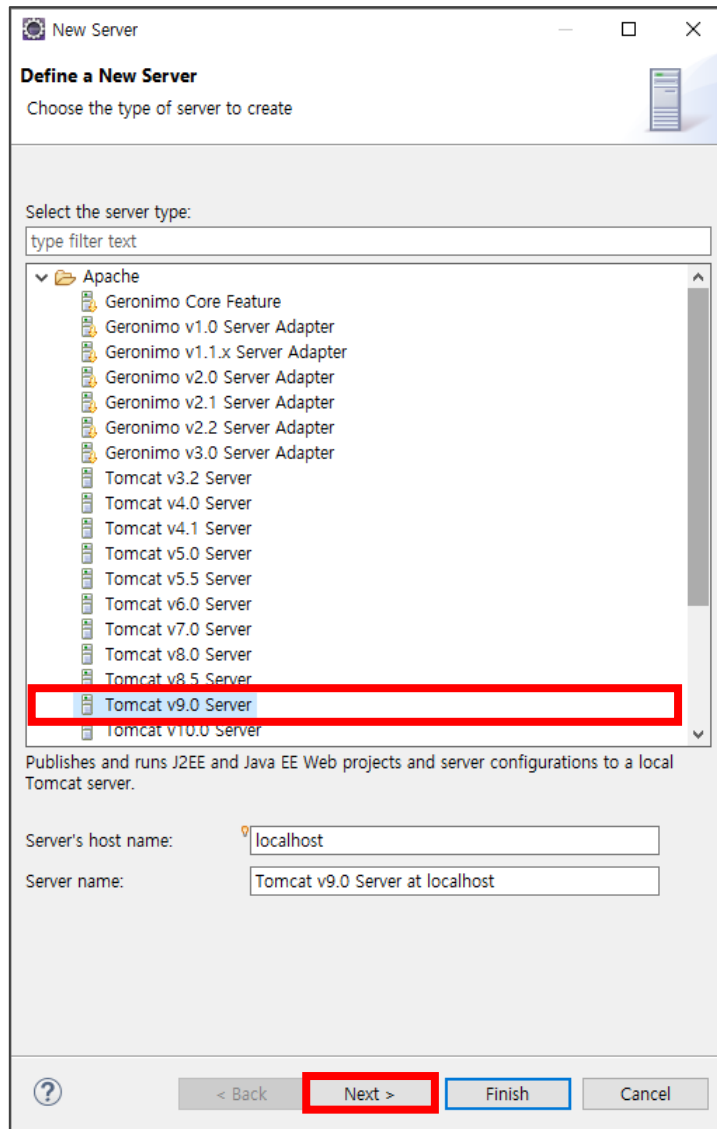 New Server
Define a New Server
Choose the type of server to create
Select the server type:
type filter text
Apache
Geronimo Core Feature
Geronimo v1.0 Server Adapter
Geronimo v1.1.x Server Adapter
Geronimo v2.0 Server Adapter
Geronimo v2.1 Server Adapter
Geronimo v2.2 Server Adapter
Geronimo v3.0 Server Adapter
Tomcat v3.2 Server
Tomcat v4.0 Server
Tomcat v4.1 Server
Tomcat v5.0 Server
Tomcat v5.5 Server
Tomcat v6.0 Server
Tomcat v7.0 Server
Tomcat v8.0 Server
Tomcat v8.5 Server
Tomcat v9.0 Server
Tomcat v10.0 Server
Publishes and runs J2EE and Java EE Web projects and server configurations to a local
Tomcat server.
Server's host name: localhost
Server name: Tomcat v9.0 Server at localhost
? < Back Next > Finish Cancel